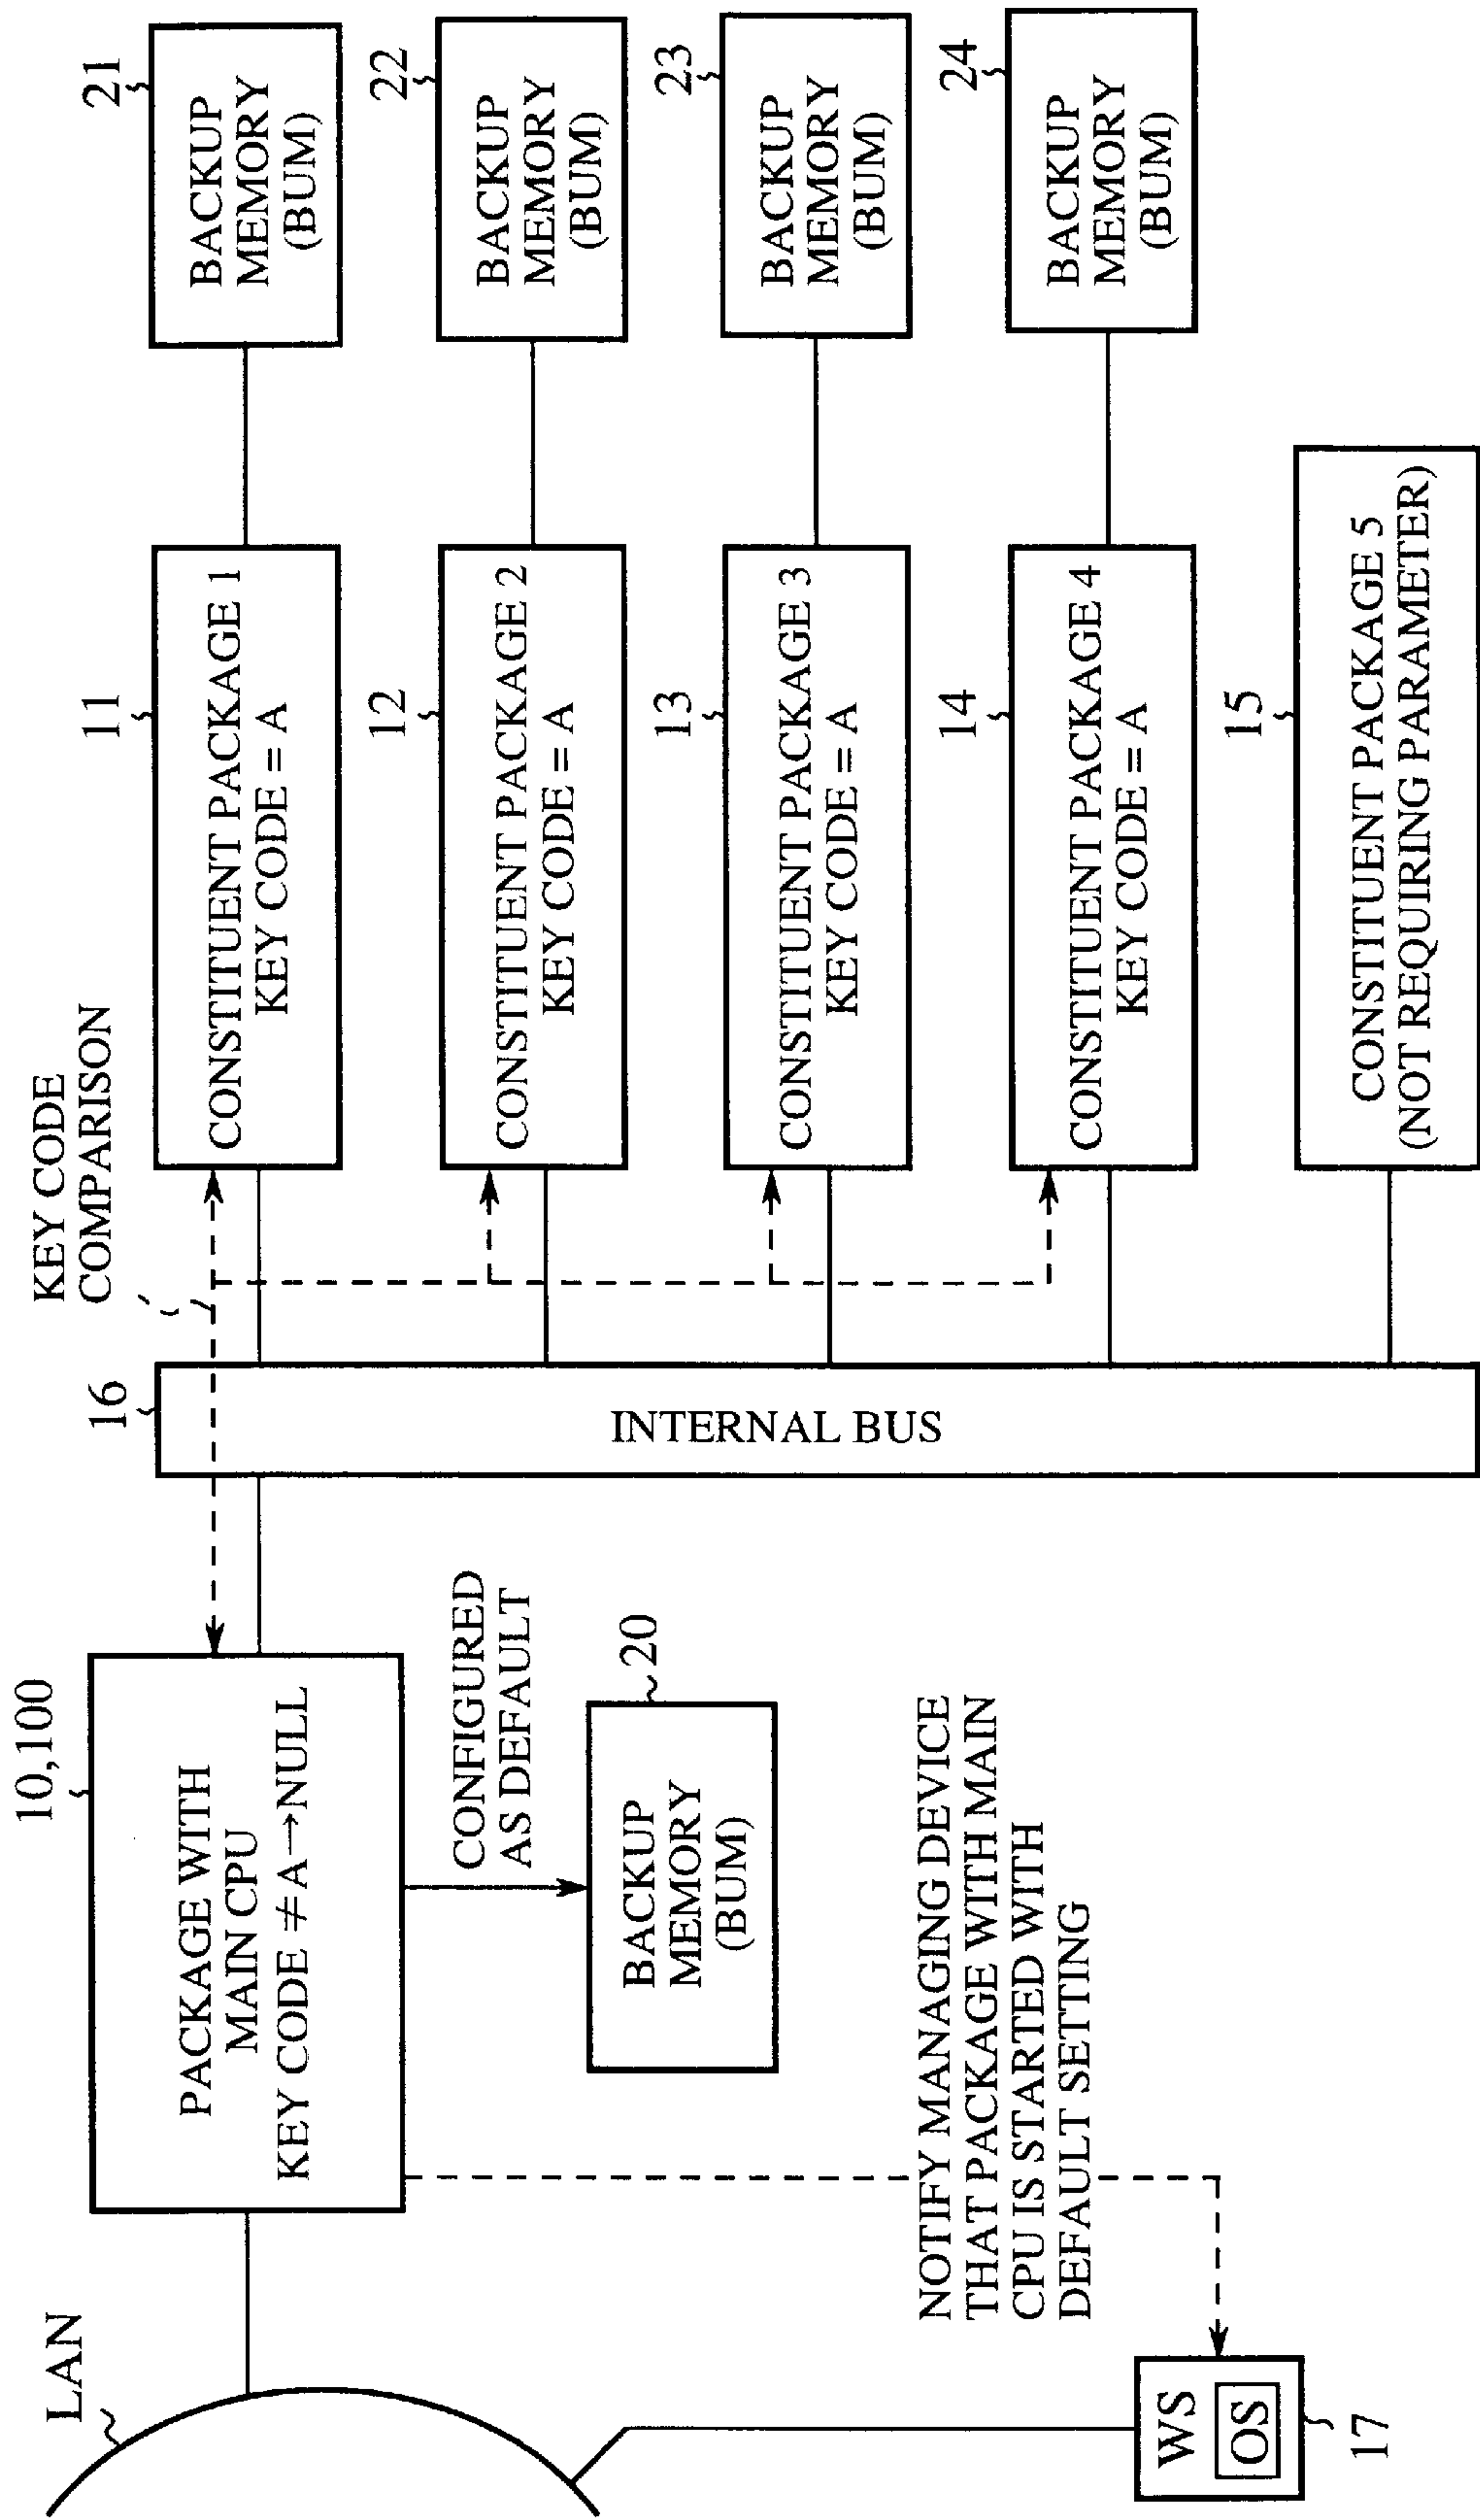 LAN
10,100
PACKAGE WITH
MAIN CPU
KEY CODE ≠ A → NULL
CONFIGURED
AS DEFAULT
20
BACKUP
MEMORY
(BUM)
NOTIFY MANAGING DEVICE
THAT PACKAGE WITH MAIN
CPU IS STARTED WITH
DEFAULT SETTING
WS
OS
17
16
INTERNAL BUS
KEY CODE
COMPARISON
11
CONSTITUENT PACKAGE 1
KEY CODE = A
21
BACKUP
MEMORY
(BUM)
12
CONSTITUENT PACKAGE 2
KEY CODE = A
22
BACKUP
MEMORY
(BUM)
13
CONSTITUENT PACKAGE 3
KEY CODE = A
23
BACKUP
MEMORY
(BUM)
14
CONSTITUENT PACKAGE 4
KEY CODE = A
24
BACKUP
MEMORY
(BUM)
15
CONSTITUENT PACKAGE 5
(NOT REQUIRING PARAMETER)